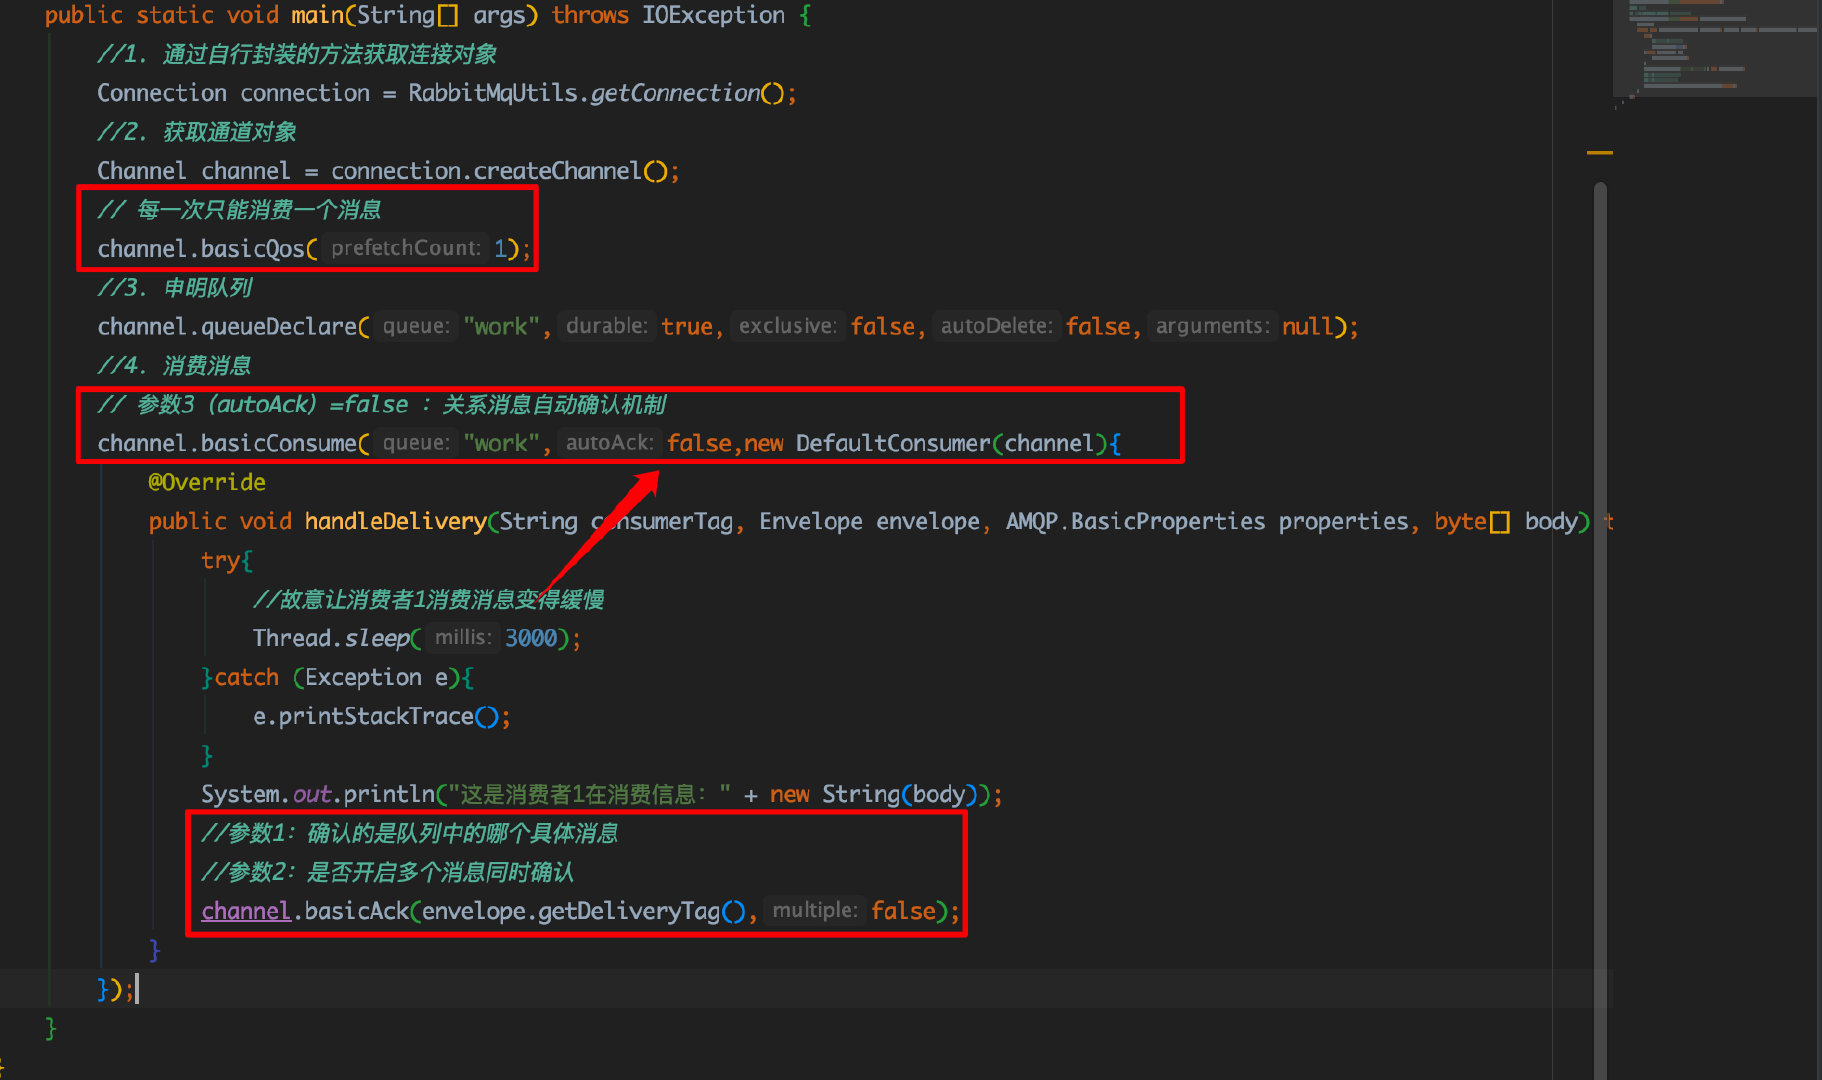 public static void main(String[] args) throws IOException {
//1. 通过自行封装的方法获取连接对象
Connection connection = RabbitMqUtils.getConnection();
//2. 获取通道对象
Channel channel = connection.createChannel();
// 每一次只能消费一个消息
channel.basicQos( prefetchCount: 1);
//3. 申明队列
channel.queueDeclare( queue: "work", durable: true, exclusive: false, autoDelete: false, arguments: null);
//4. 消费消息
// 参数3（autoAck）=false : 关系消息自动确认机制
channel.basicConsume( queue: "work", autoAck: false,new DefaultConsumer(channel){
@Override
public void handleDelivery(String consumerTag, Envelope envelope, AMQP.BasicProperties properties, byte[] body) t
try{
//故意让消费者1消费消息变得缓慢
Thread.sleep( millis: 3000);
}catch (Exception e){
e.printStackTrace();
}
System.out.println("这是消费者1在消费信息: " + new String(body));
//参数1: 确认的是队列中的哪个具体消息
//参数2: 是否开启多个消息同时确认
channel.basicAck(envelope.getDeliveryTag(), multiple: false);
}
});
}
}